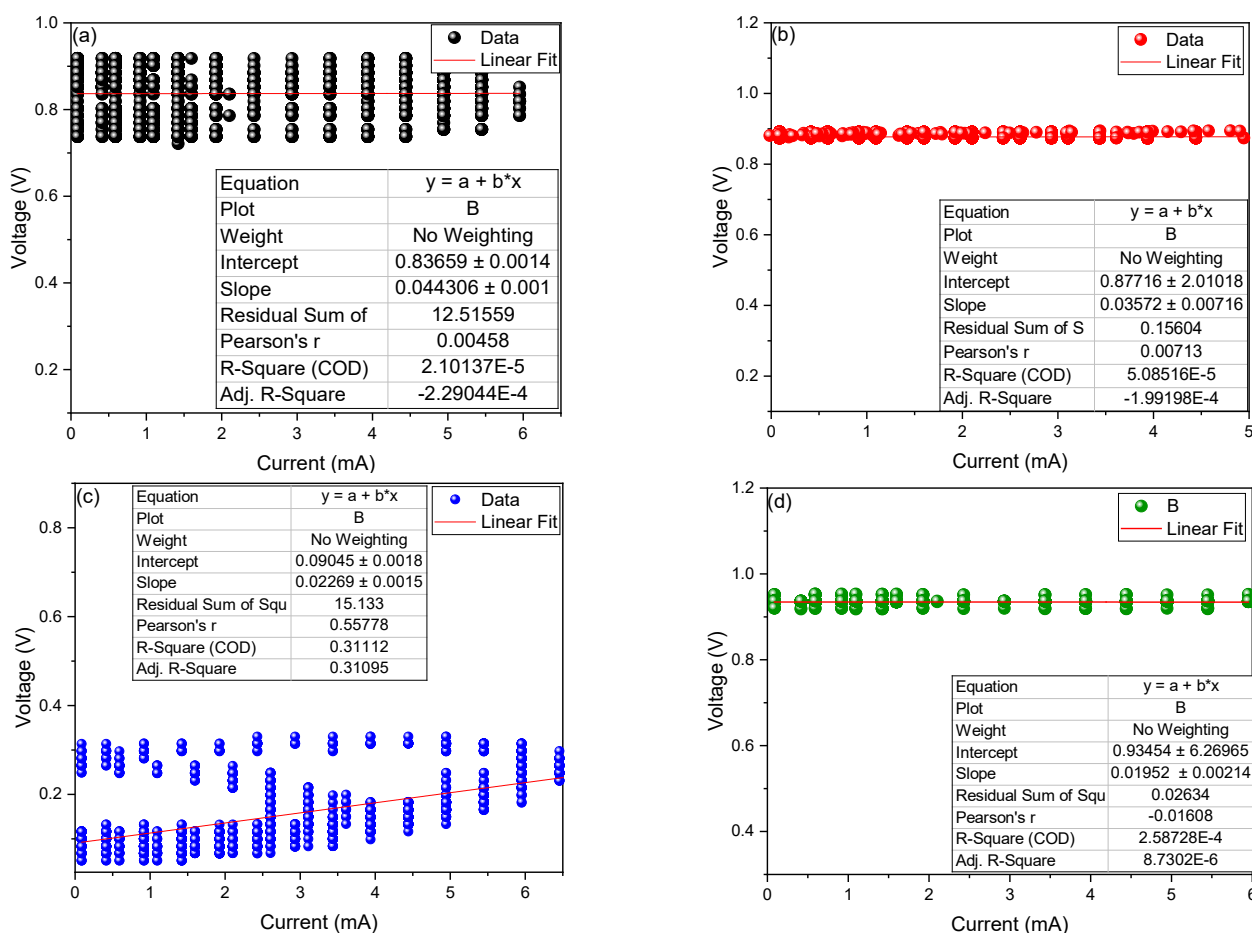 (a)
Data
Linear Fit
Equation y = a + b*x
Plot B
Weight No Weighting
Intercept 0.83659 ± 0.0014
Slope 0.044306 ± 0.001
Residual Sum of 12.51559
Pearson's r 0.00458
R-Square (COD) 2.10137E-5
Adj. R-Square -2.29044E-4
1.0
0.8
0.6
0.4
0.2
Voltage (V)
0 1 2 3 4 5 6
Current (mA)
(b)
Data
Linear Fit
Equation y = a + b*x
Plot B
Weight No Weighting
Intercept 0.87716 ± 2.01018
Slope 0.03572 ± 0.00716
Residual Sum of S 0.15604
Pearson's r 0.00713
R-Square (COD) 5.08516E-5
Adj. R-Square -1.99198E-4
1.2
1.0
0.8
0.6
0.4
0.2
Voltage (V)
0 1 2 3 4 5
Current (mA)
(c)
Data
Linear Fit
Equation y = a + b*x
Plot B
Weight No Weighting
Intercept 0.09045 ± 0.0018
Slope 0.02269 ± 0.0015
Residual Sum of Squ 15.133
Pearson's r 0.55778
R-Square (COD) 0.31112
Adj. R-Square 0.31095
0.8
0.6
0.4
0.2
Voltage (V)
0 1 2 3 4 5 6
Current (mA)
(d)
B
Linear Fit
Equation y = a + b*x
Plot B
Weight No Weighting
Intercept 0.93454 ± 6.26965
Slope 0.01952 ± 0.00214
Residual Sum of Squ 0.02634
Pearson's r -0.01608
R-Square (COD) 2.58728E-4
Adj. R-Square 8.7302E-6
1.2
1.0
0.8
0.6
0.4
Voltage (V)
0 1 2 3 4 5 6
Current (mA)